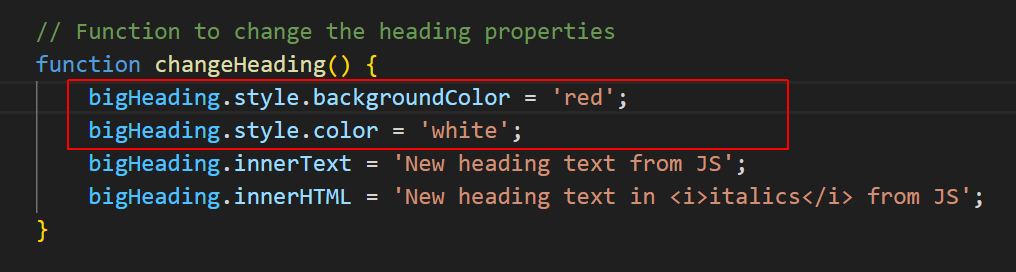 // Function to change the heading properties
function changeHeading() {
bigHeading.style.backgroundColor = 'red';
bigHeading.style.color = 'white';
bigHeading.innerText = 'New heading text from JS';
bigHeading.innerHTML = 'New heading text in <i>italics</i> from JS';
}